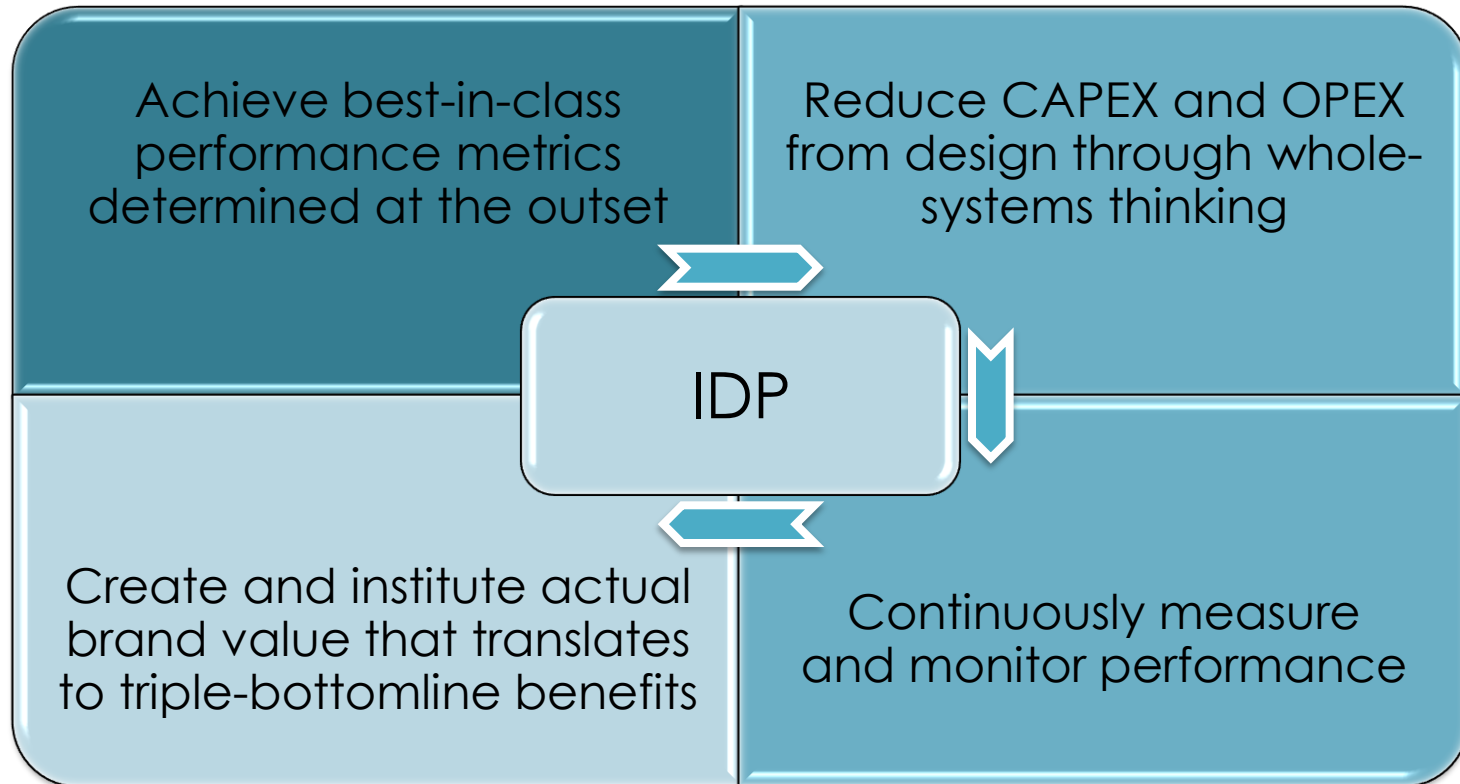 Achieve best-in-class
performance metrics
determined at the outset
Reduce CAPEX and OPEX
from design through whole-
systems thinking
IDP
Create and institute actual
brand value that translates
to triple-bottomline benefits
Continuously measure
and monitor performance